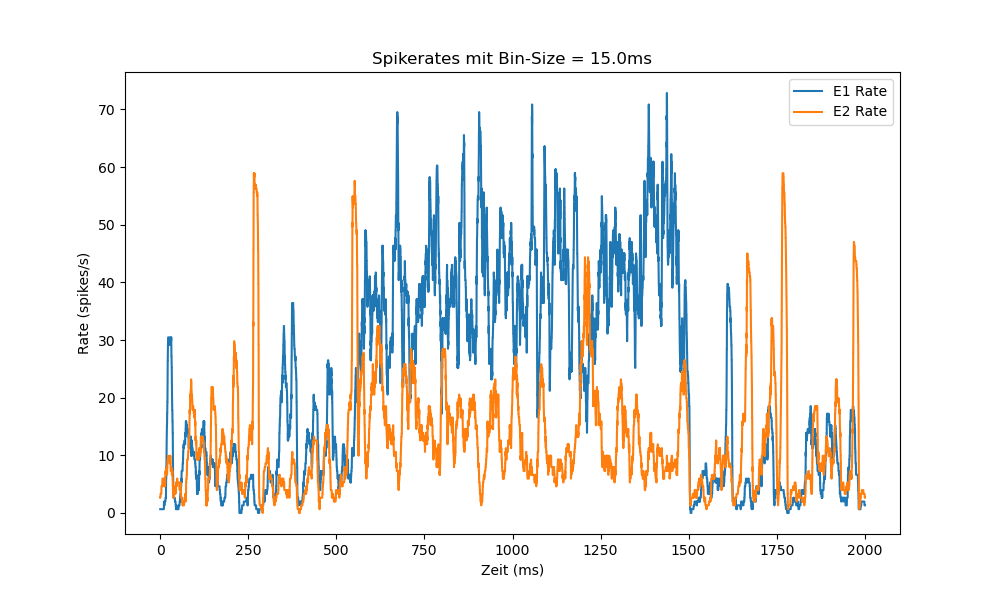 Spikerates mit Bin-Size = 15.0ms
E1 Rate
E2 Rate
70
60
50
40
30
20
10
0
Rate (spikes/s)
0 250 500 750 1000 1250 1500 1750 2000
Zeit (ms)